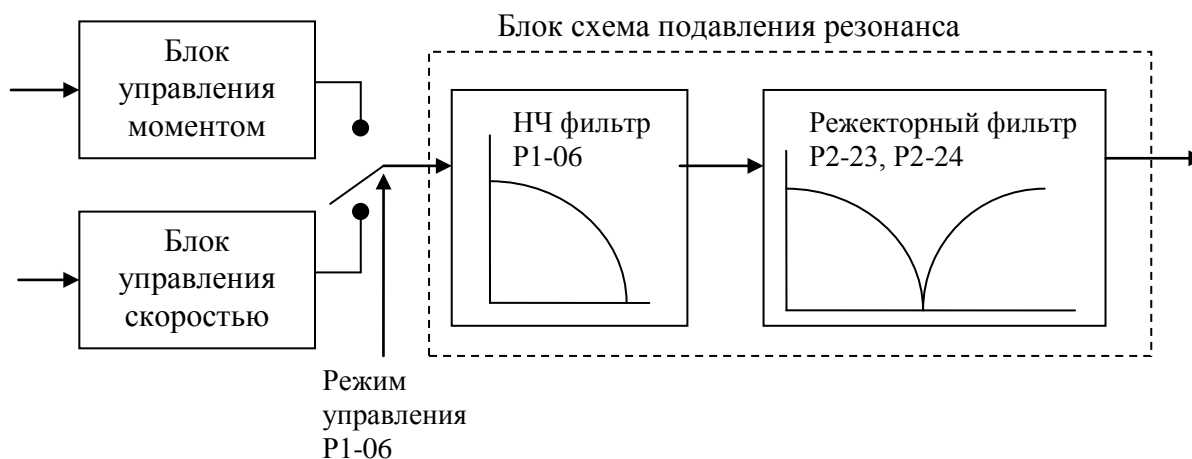 Блок схема подавления резонанса
Блок
управления
моментом
НЧ фильтр
P1-06
Режекторный фильтр
P2-23, P2-24
Блок
управления
скоростью
Режим
управления
P1-06